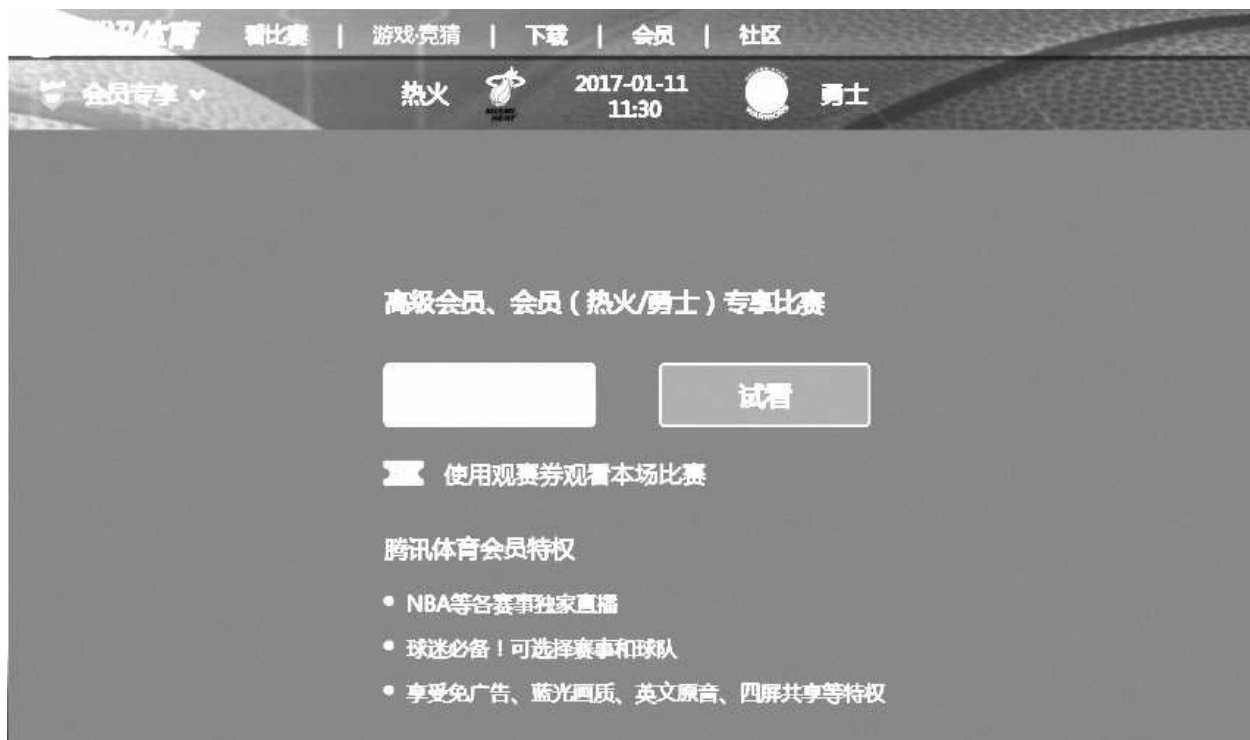 讯体育 看比赛 | 游戏·竞猜 | 下载 | 会员 | 社区
会员专享 热火 MIAMI HEAT 2017-01-11 11:30 WARRIORS 勇士
高级会员、会员（热火/勇士）专享比赛
试看
使用观赛券观看本场比赛
腾讯体育会员特权
• NBA等各赛事独家直播
• 球迷必备！可选择赛事和球队
• 享受免广告、蓝光画质、英文原音、四屏共享等特权